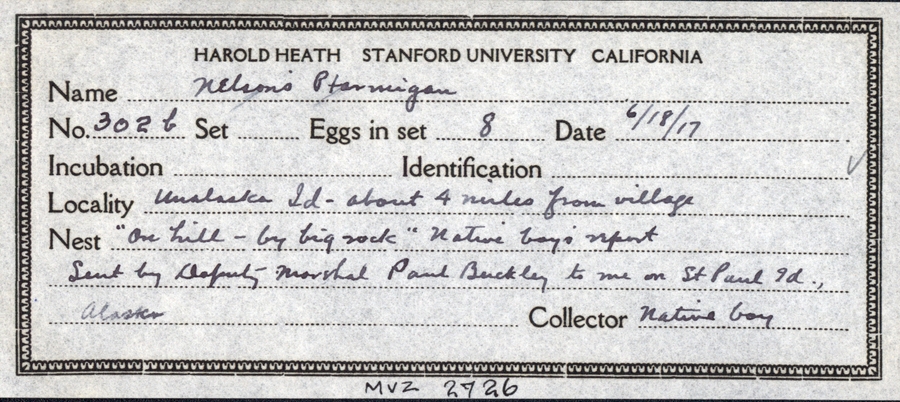 HAROLD HEATH STANFORD UNIVERSITY CALIFORNIA
Name Nelson's Ptarmigan
No. 302 b Set Eggs in set 8 Date 6/18/17
Incubation Identification
Locality Unalaska Id - about 4 miles from village
Nest "On hill - by big rock" Native boy's report
Sent by Deputy Marshal Paul Buckley to me on St Paul Id.,
Alaska Collector Native boy
MVZ 2726